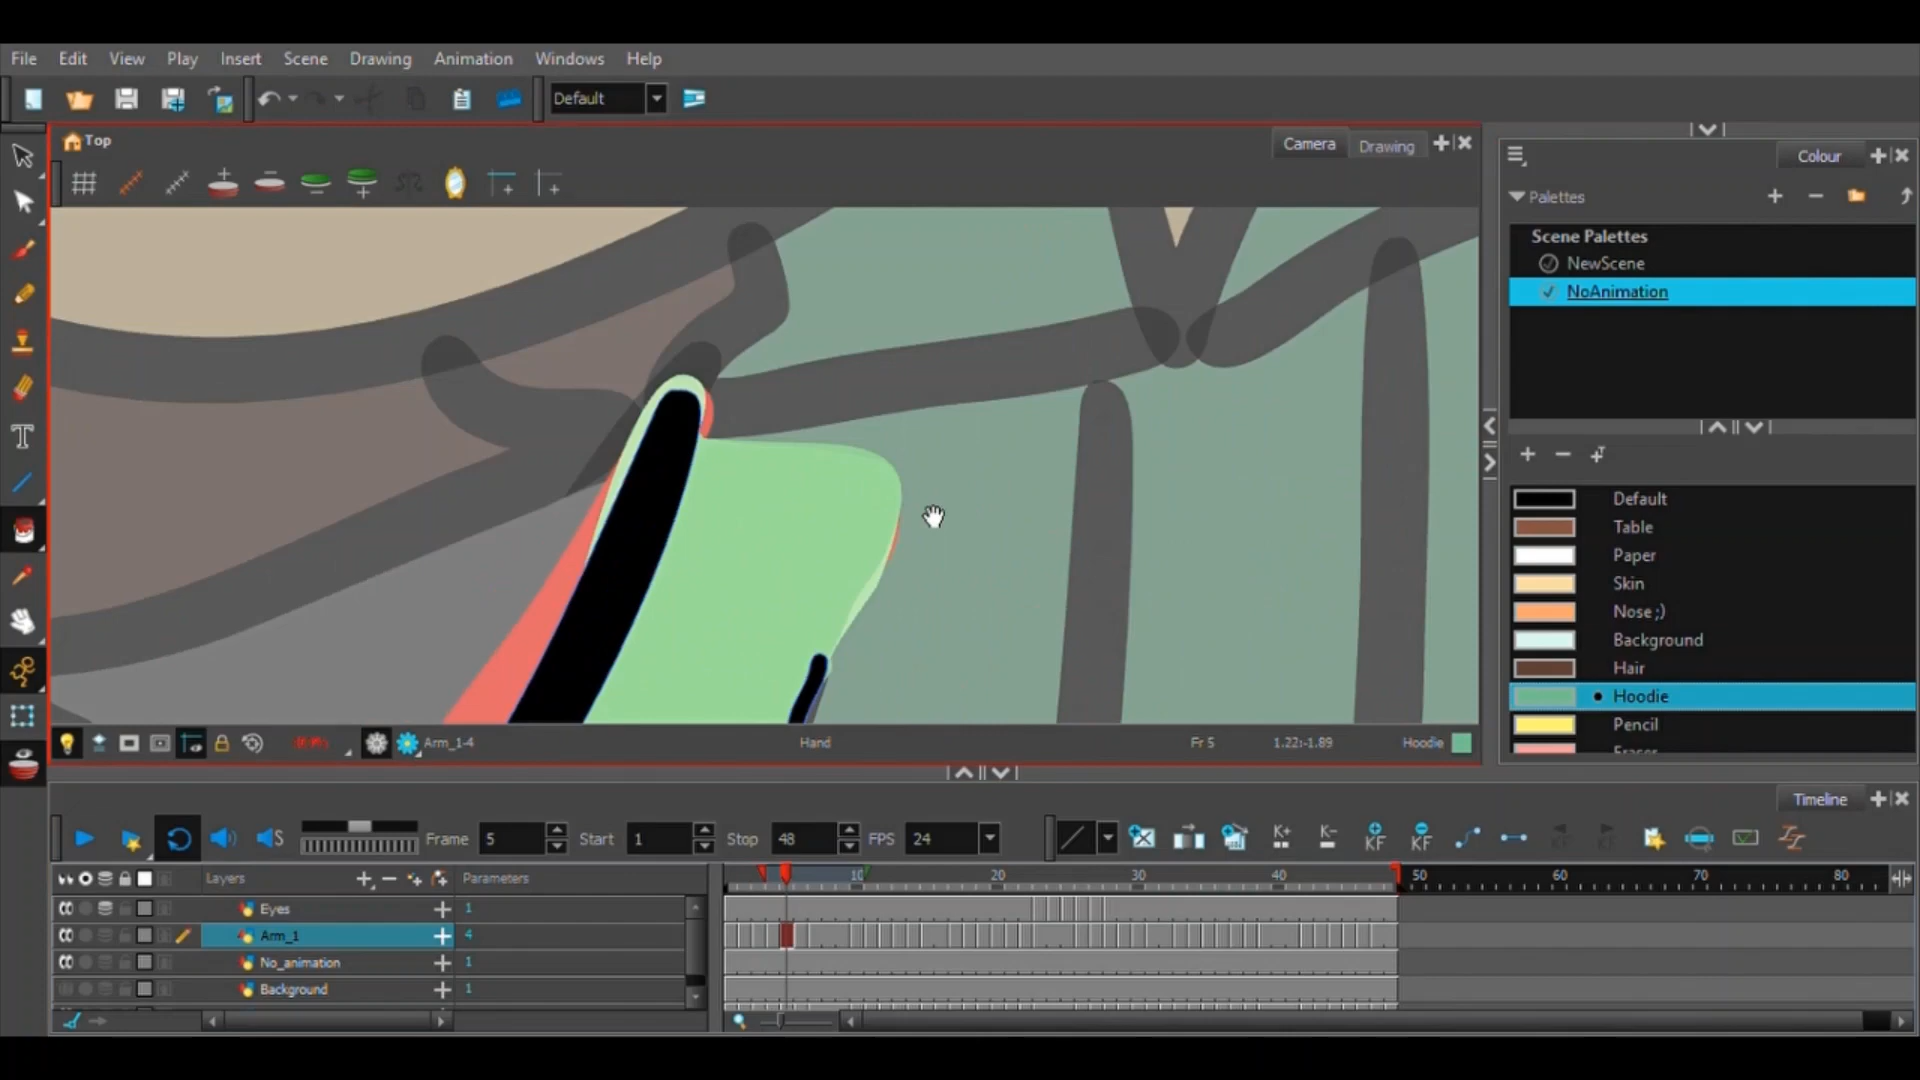 File Edit View Play Insert Scene Drawing Animation Windows Help
Default
Top
Camera Drawing
Colour
Palettes
Scene Palettes
NewScene
NoAnimation
Default
Table
Paper
Skin
Nose ;)
Background
Hair
Hoodie
Pencil
Eraser
Arm_1-4 Hand Fr 5 1.22:-1.89 Hoodie
Timeline
Frame 5 Start 1 Stop 48 FPS 24
K+ K- KF KF
Layers Parameters 10 20 30 40 50 60 70 80
Eyes 1
Arm_1 4
No_animation 1
Background 1